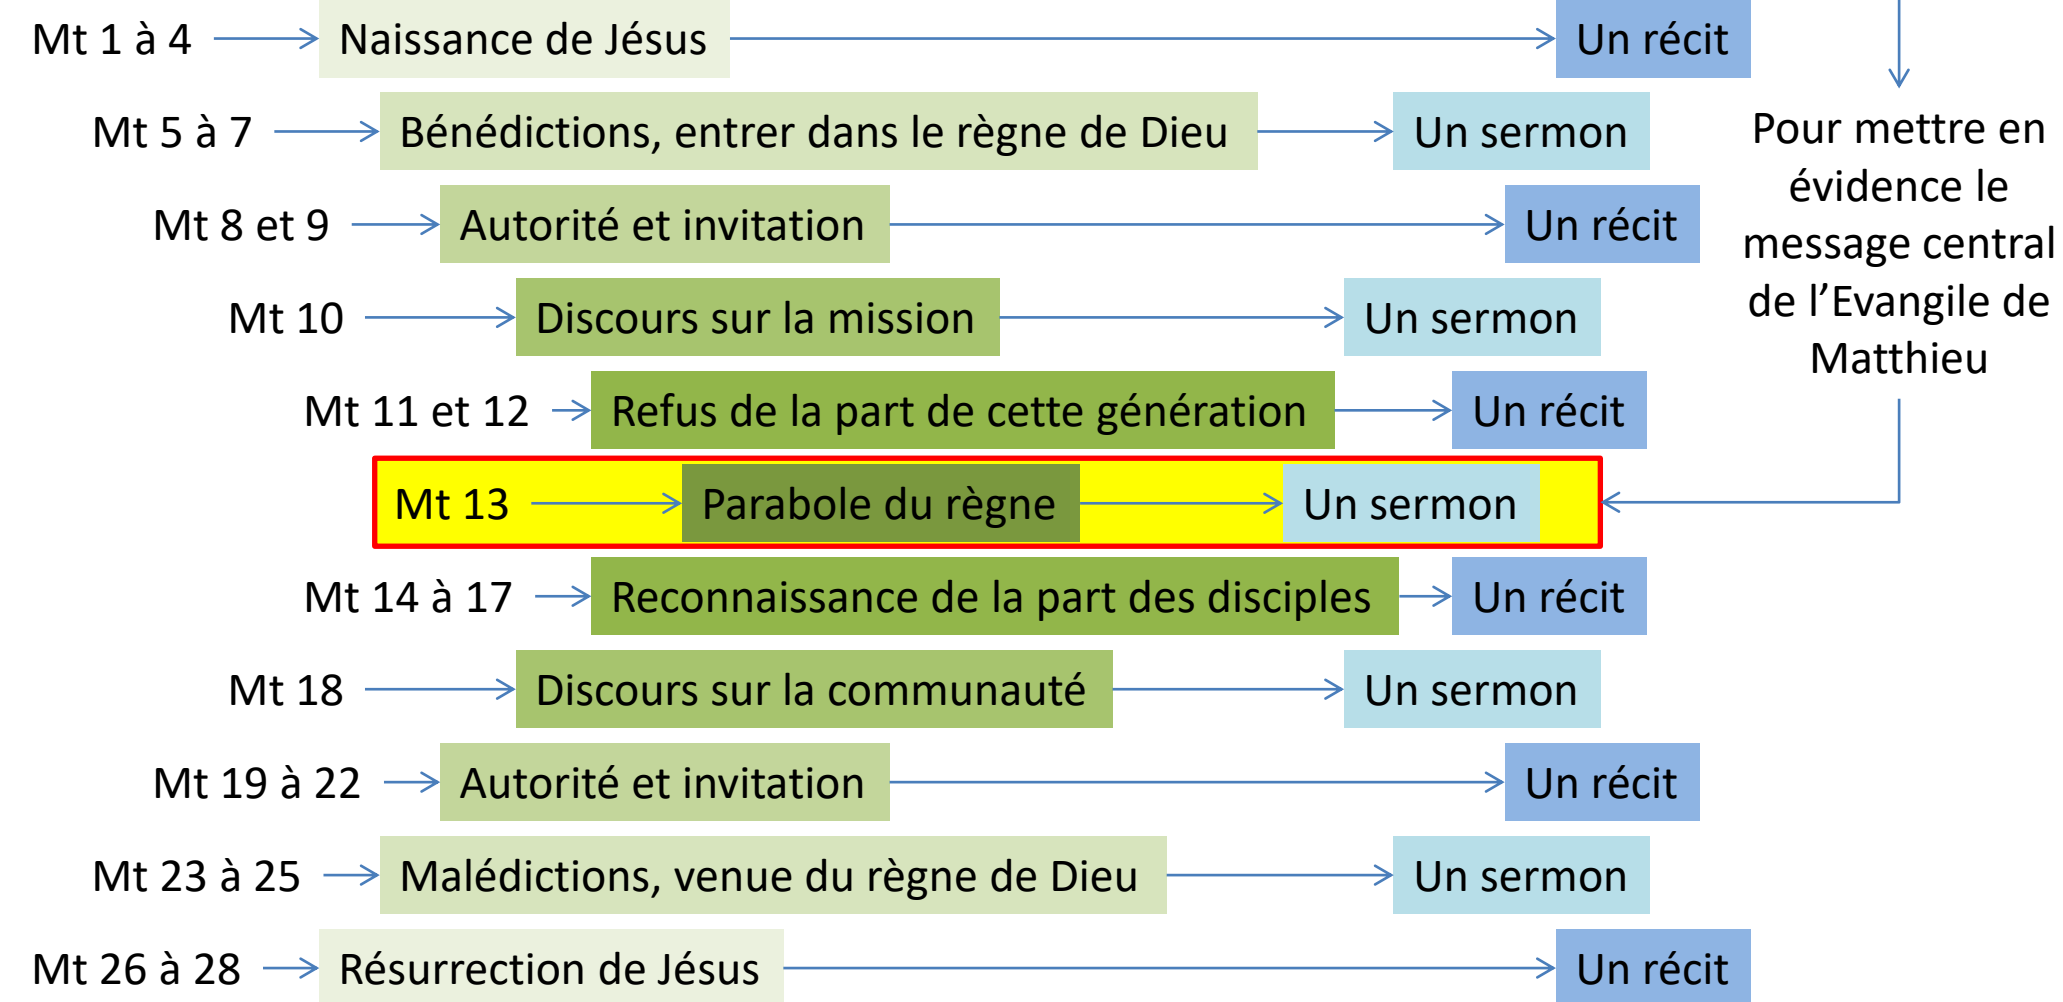 Mt 1 à 4 Naissance de Jésus Un récit
Mt 5 à 7 Bénédictions, entrer dans le règne de Dieu Un sermon
Mt 8 et 9 Autorité et invitation Un récit
Mt 10 Discours sur la mission Un sermon
Mt 11 et 12 Refus de la part de cette génération Un récit
Mt 13 Parabole du règne Un sermon
Mt 14 à 17 Reconnaissance de la part des disciples Un récit
Mt 18 Discours sur la communauté Un sermon
Mt 19 à 22 Autorité et invitation Un récit
Mt 23 à 25 Malédictions, venue du règne de Dieu Un sermon
Mt 26 à 28 Résurrection de Jésus Un récit
Pour mettre en
évidence le
message central
de l’Evangile de
Matthieu